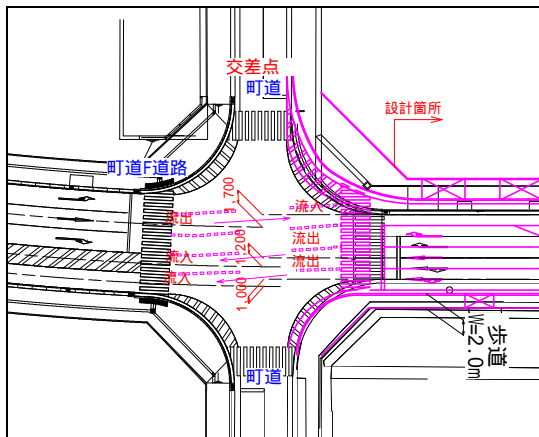 交差点
町道
設計箇所
町道F道路
,700
流入
流出
流出
流入
1,200
流出
流入
1,000
歩道
W=2.0m
町道